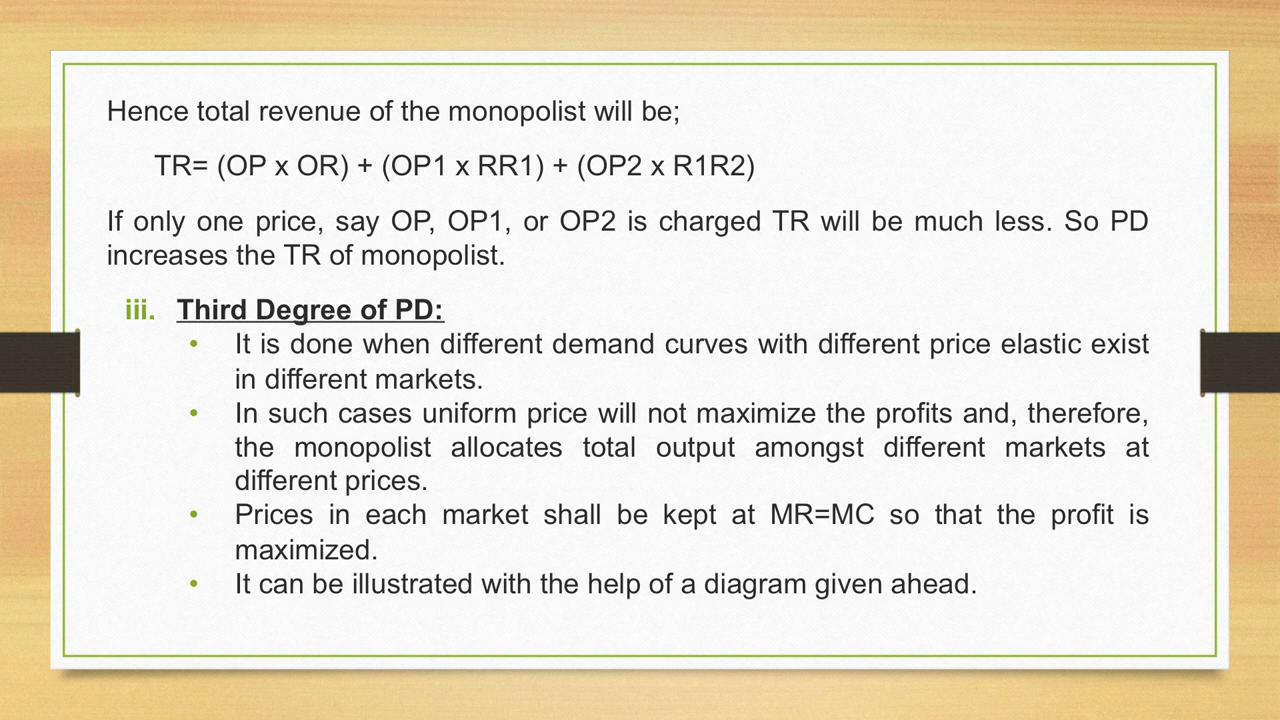 Hence total revenue of the monopolist will be;
TR= (OP x OR) + (OP1 x RR1) + (OP2 x R1R2)
If only one price, say OP, OP1, or OP2 is charged TR will be much less. So PD
increases the TR of monopolist.
iii. Third Degree of PD:
• It is done when different demand curves with different price elastic exist
in different markets.
• In such cases uniform price will not maximize the profits and, therefore,
the monopolist allocates total output amongst different markets at
different prices.
• Prices in each market shall be kept at MR=MC so that the profit is
maximized.
• It can be illustrated with the help of a diagram given ahead.